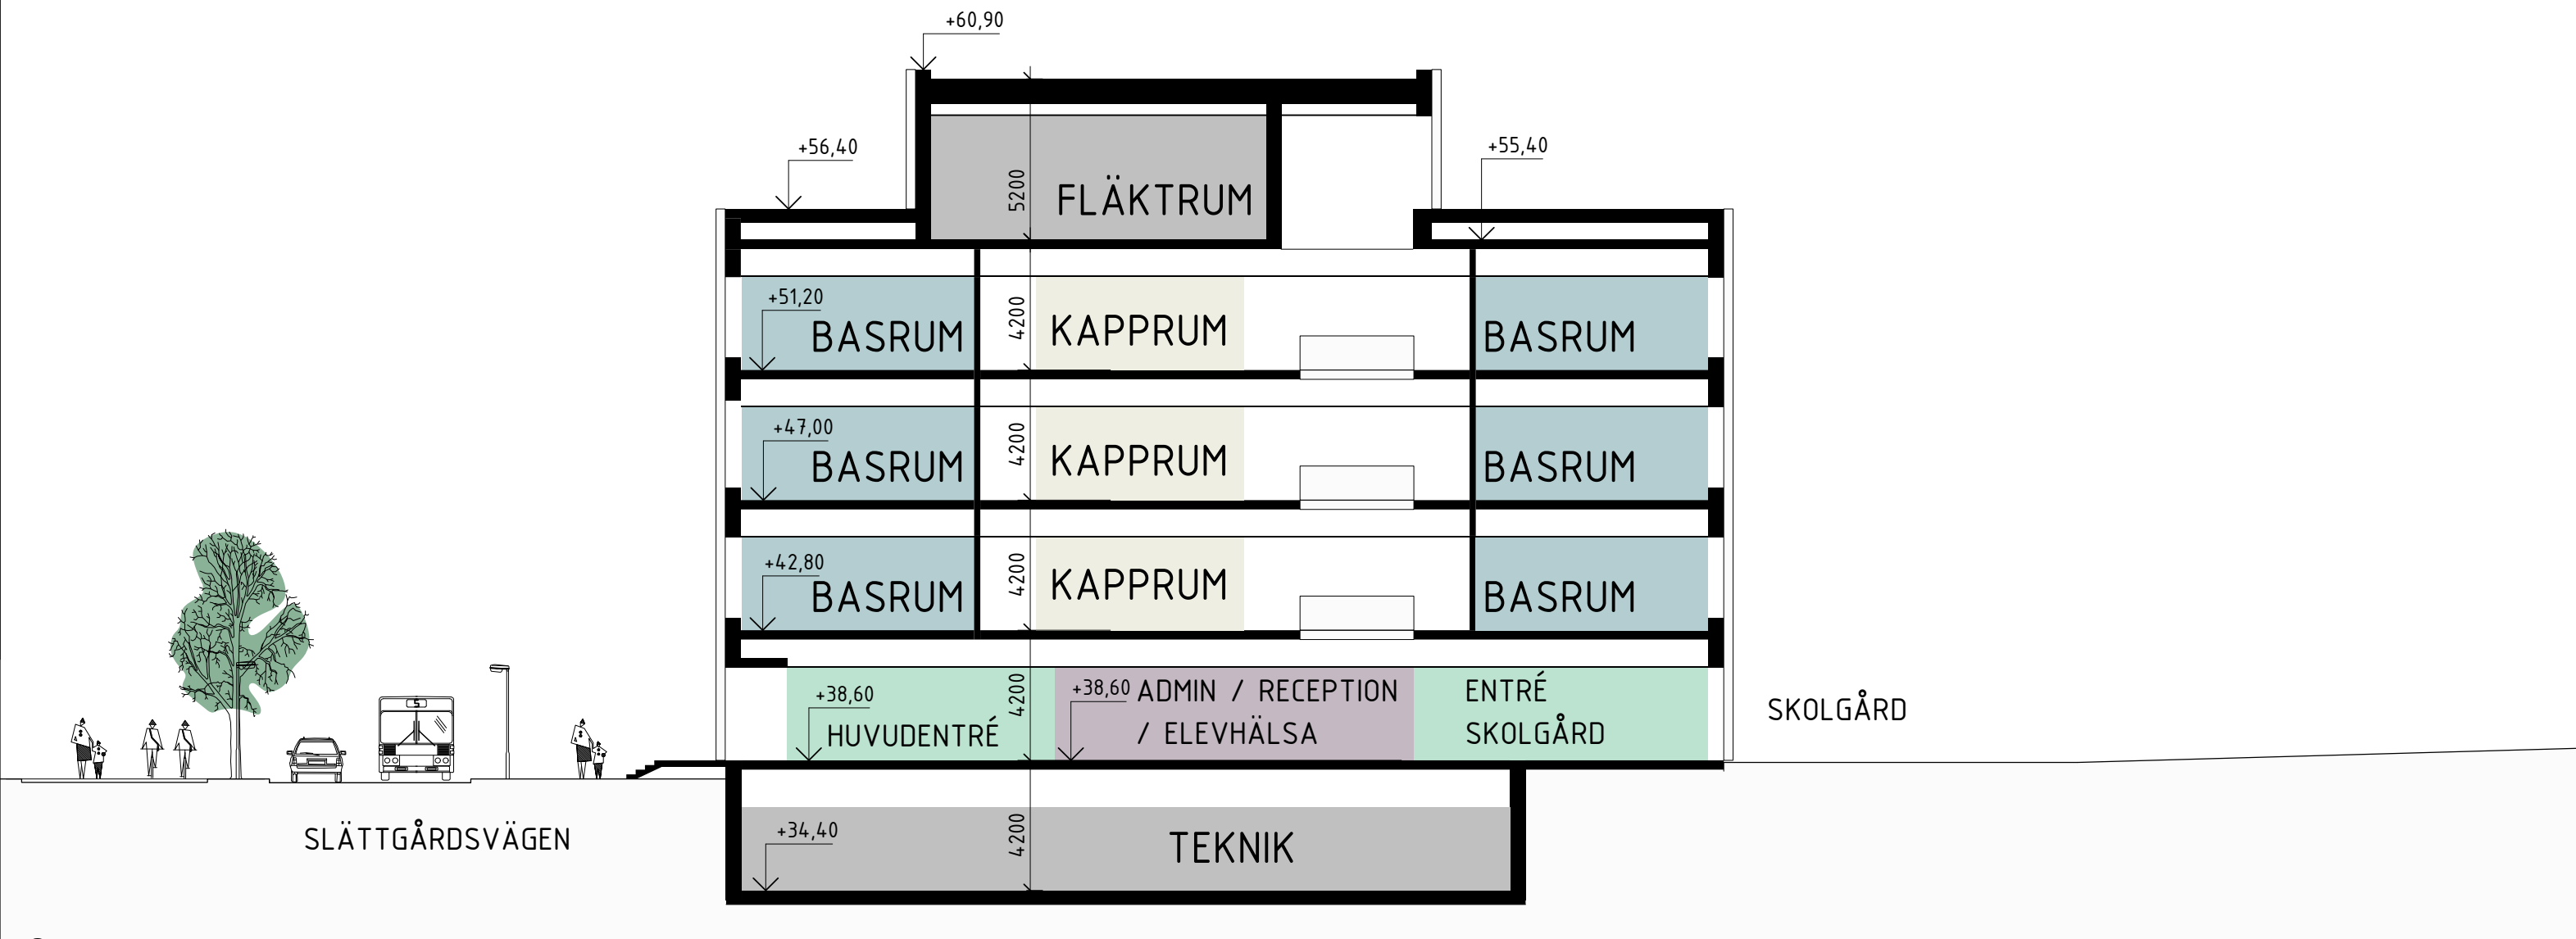 +60,90
+56,40
+55,40
5200
FLÄKTRUM
+51,20
BASRUM
4200
KAPPRUM
BASRUM
+47,00
BASRUM
4200
KAPPRUM
BASRUM
+42,80
BASRUM
4200
KAPPRUM
BASRUM
+38,60
HUVUDENTRÉ
4200
+38,60
ADMIN / RECEPTION
/ ELEVHÄLSA
ENTRÉ
SKOLGÅRD
SKOLGÅRD
5
SLÄTTGÅRDSVÄGEN
+34,40
4200
TEKNIK